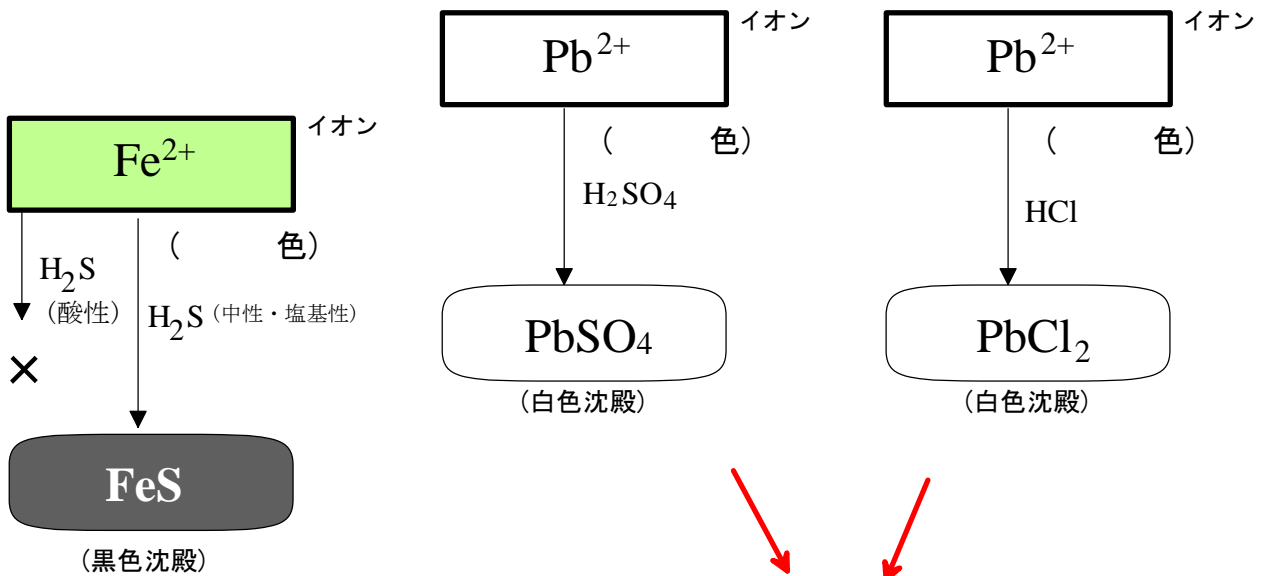 Fe²⁺
イオン
(　　　色)
H₂S
(酸性)
×
H₂S (中性・塩基性)
FeS
(黒色沈殿)
Pb²⁺
イオン
(　　　色)
H₂SO₄
PbSO₄
(白色沈殿)
Pb²⁺
イオン
(　　　色)
HCl
PbCl₂
(白色沈殿)